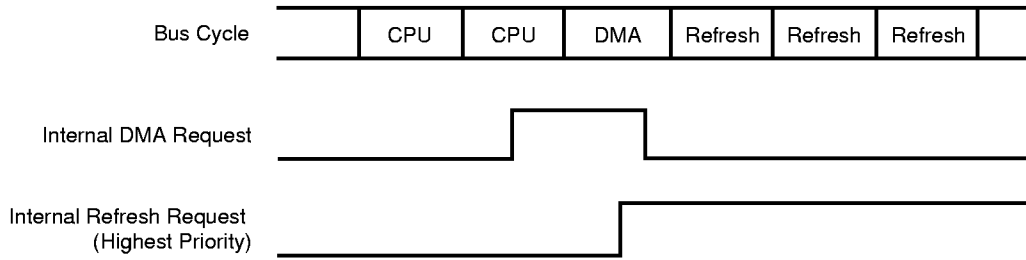 Bus Cycle CPU CPU DMA Refresh Refresh Refresh
Internal DMA Request
Internal Refresh Request
(Highest Priority)